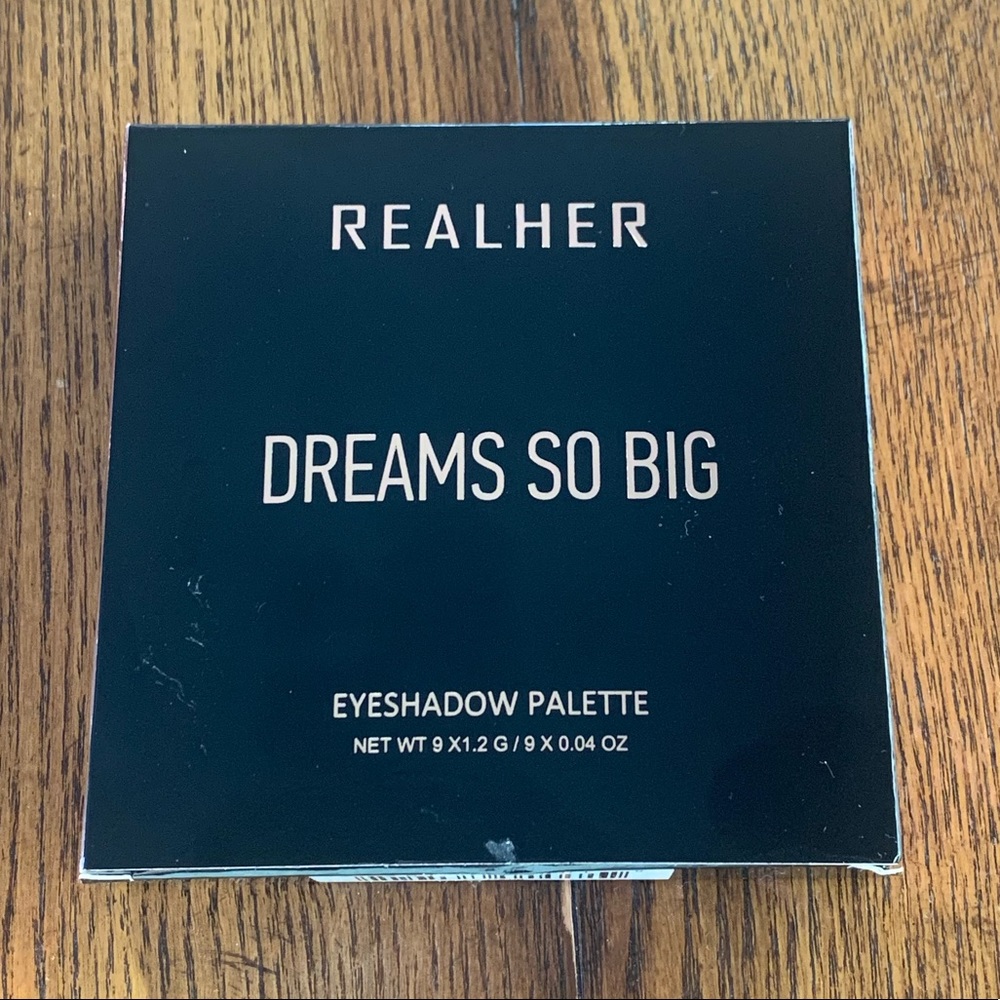 REALHER
DREAMS SO BIG
EYESHADOW PALETTE
NET WT 9 X1.2 G / 9 X 0.04 OZ